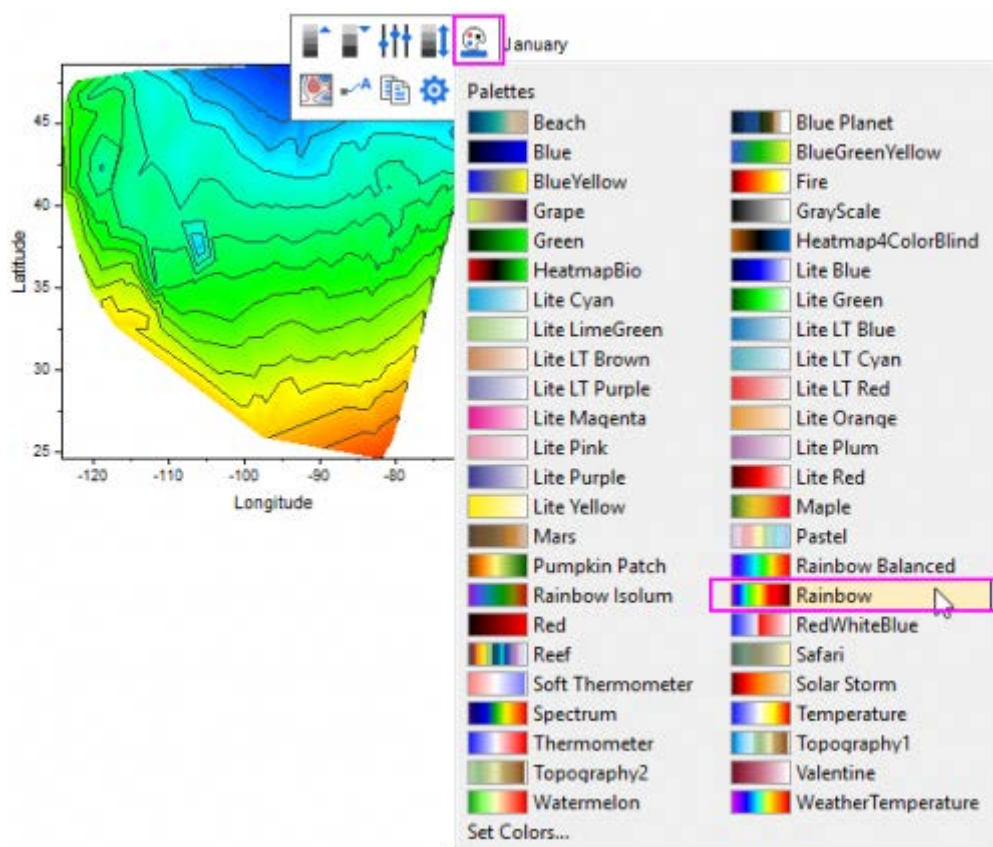 January
Palettes
Beach Blue Planet
Blue BlueGreenYellow
BlueYellow Fire
Grape GrayScale
Green Heatmap4ColorBlind
HeatmapBio Lite Blue
Lite Cyan Lite Green
Lite LimeGreen Lite LT Blue
Lite LT Brown Lite LT Cyan
Lite LT Purple Lite LT Red
Lite Magenta Lite Orange
Lite Pink Lite Plum
Lite Purple Lite Red
Lite Yellow Maple
Mars Pastel
Pumpkin Patch Rainbow Balanced
Rainbow Isolum Rainbow
Red RedWhiteBlue
Reef Safari
Soft Thermometer Solar Storm
Spectrum Temperature
Thermometer Topography1
Topography2 Valentine
Watermelon WeatherTemperature
Set Colors...
A
Latitude
45
40
35
30
25
-120 -110 -100 -90 -80
Longitude